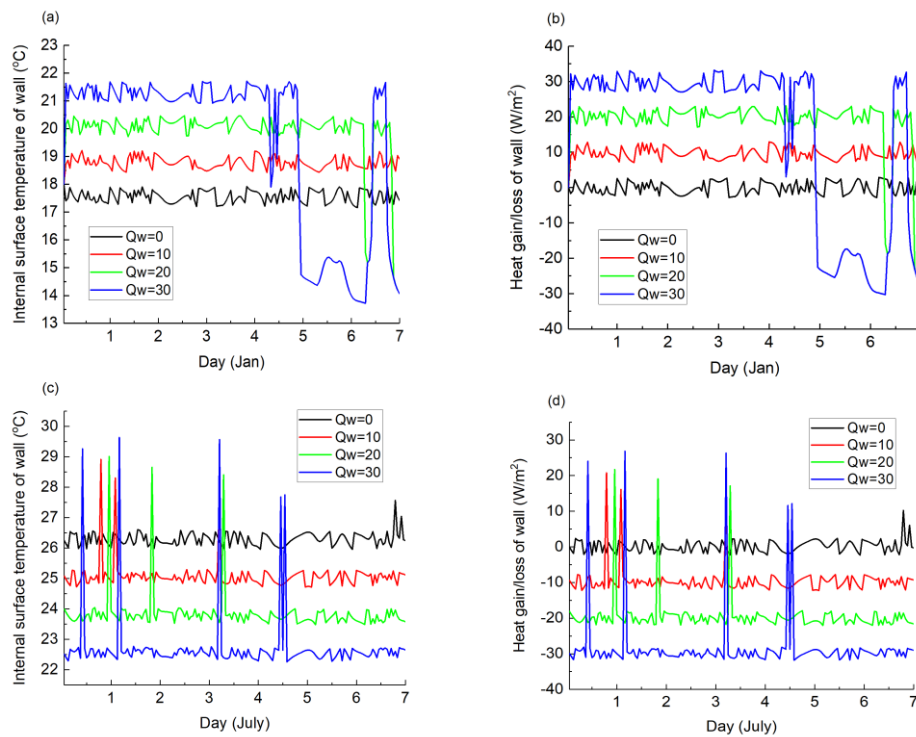 (a)
Internal surface temperature of wall (°C)
23
22
21
20
19
18
17
16
15
14
13
Qw=0
Qw=10
Qw=20
Qw=30
1 2 3 4 5 6 7
Day (Jan)
(b)
Heat gain/loss of wall (W/m²)
40
30
20
10
0
-10
-20
-30
-40
Qw=0
Qw=10
Qw=20
Qw=30
1 2 3 4 5 6
Day (Jan)
(c)
Internal surface temperature of wall (°C)
30
29
28
27
26
25
24
23
22
Qw=0
Qw=10
Qw=20
Qw=30
1 2 3 4 5 6 7
Day (July)
(d)
Heat gain/loss of wall (W/m²)
40
30
20
10
0
-10
-20
-30
-40
Qw=0
Qw=10
Qw=20
Qw=30
1 2 3 4 5 6 7
Day (July)